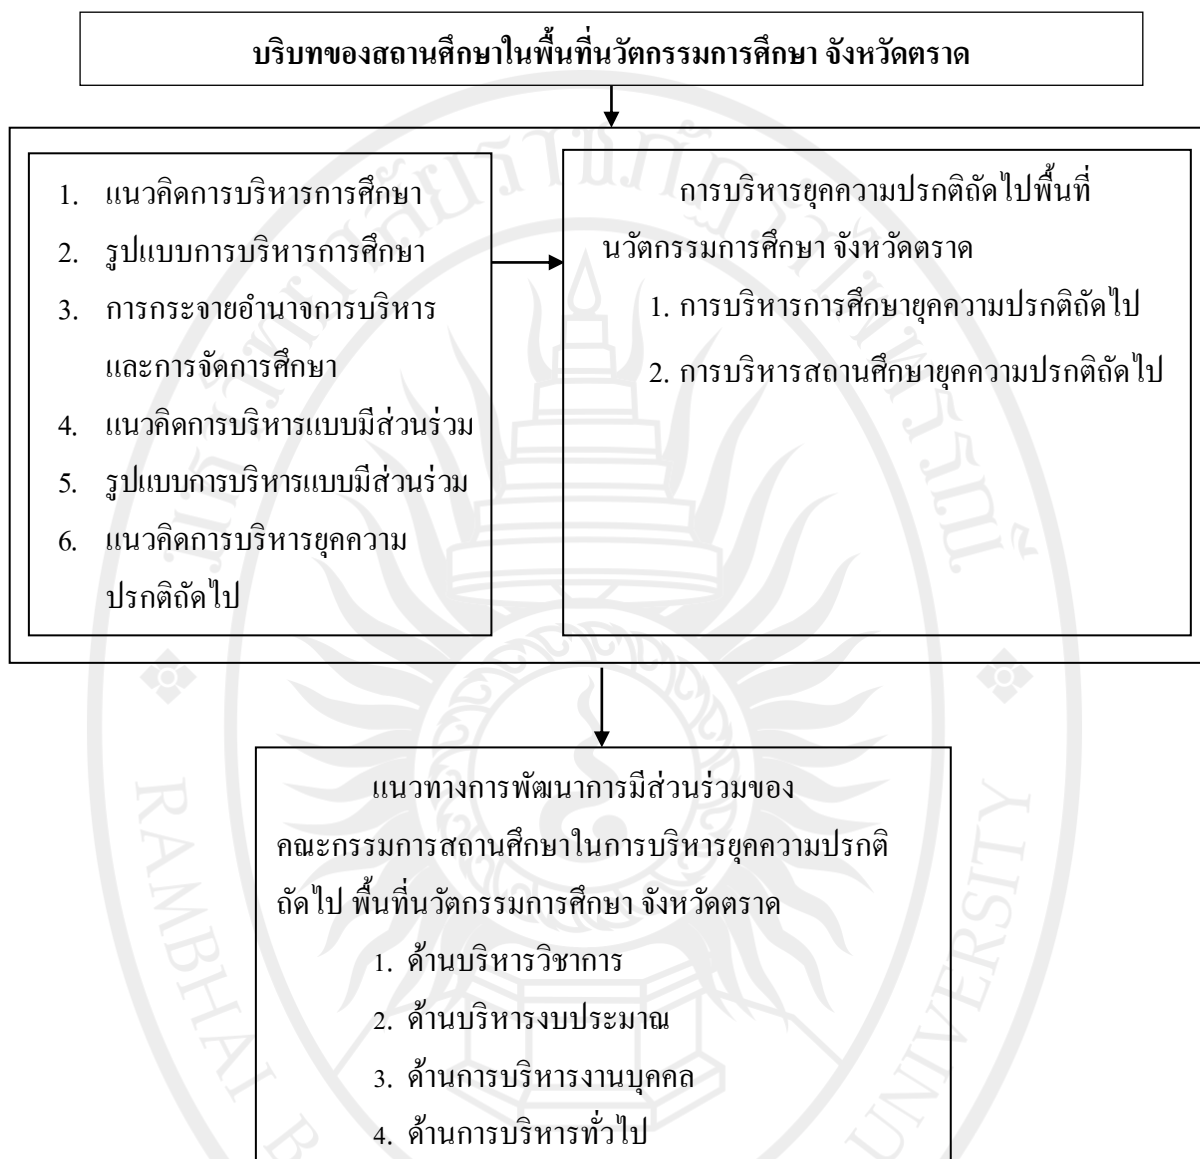 บริบทของสถานศึกษาในพื้นที่นวัตกรรมการศึกษา จังหวัดตราด
1. แนวคิดการบริหารการศึกษา
2. รูปแบบการบริหารการศึกษา
3. การกระจายอำนาจการบริหาร
และการจัดการศึกษา
4. แนวคิดการบริหารแบบมีส่วนร่วม
5. รูปแบบการบริหารแบบมีส่วนร่วม
6. แนวคิดการบริหารยุคความ
ปรกติถัดไป
การบริหารยุคความปรกติถัดไปพื้นที่
นวัตกรรมการศึกษา จังหวัดตราด
1. การบริหารการศึกษายุคความปรกติถัดไป
2. การบริหารสถานศึกษายุคความปรกติถัดไป
แนวทางการพัฒนาการมีส่วนร่วมของ
คณะกรรมการสถานศึกษาในการบริหารยุคความปรกติ
ถัดไป พื้นที่นวัตกรรมการศึกษา จังหวัดตราด
1. ด้านบริหารวิชาการ
2. ด้านบริหารงบประมาณ
3. ด้านการบริหารงานบุคคล
4. ด้านการบริหารทั่วไป
มหาวิทยาลัยราชภัฏรำไพพรรณี
RAMBHAI B
UNIVERSITY